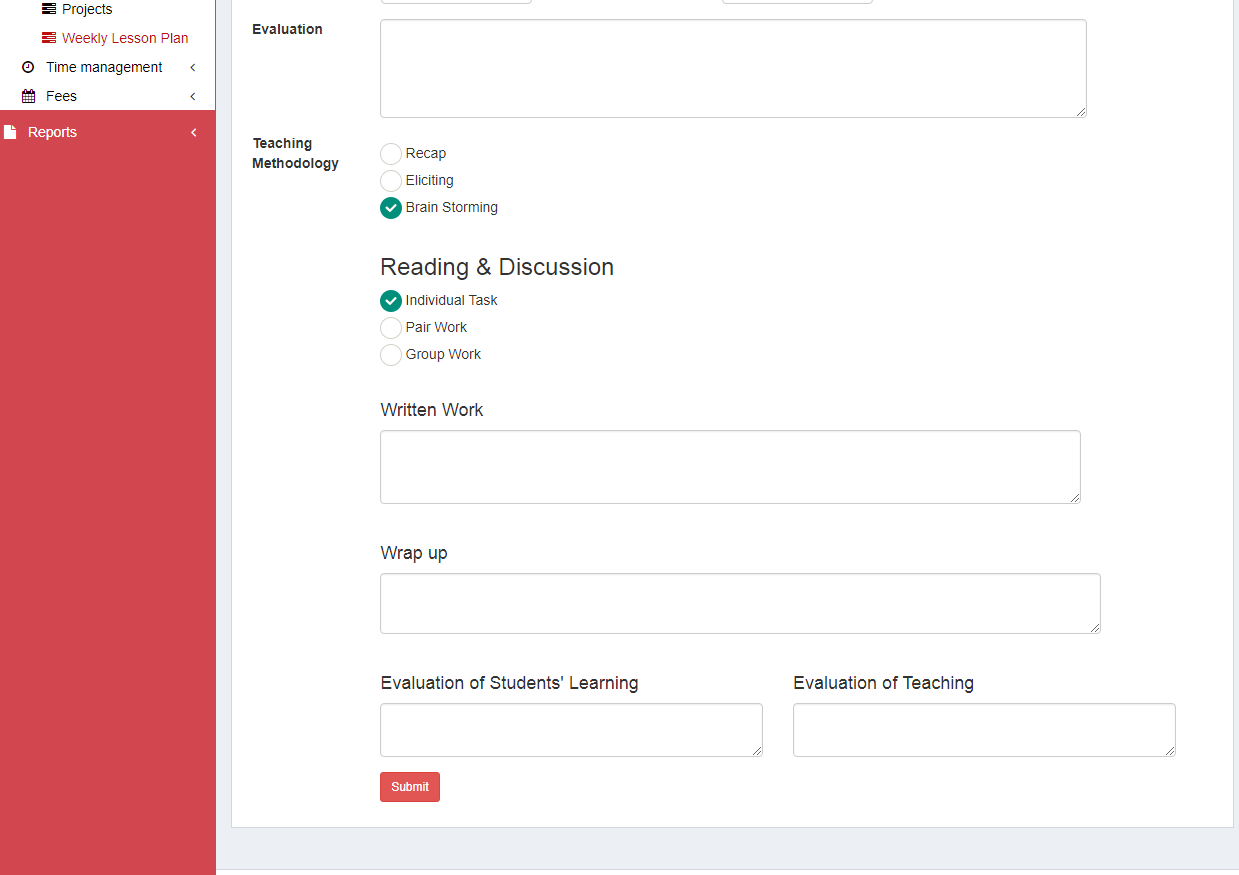 Projects
Weekly Lesson Plan
Time management
Fees
Reports
Evaluation
Teaching
Methodology
Recap
Eliciting
Brain Storming
Reading & Discussion
Individual Task
Pair Work
Group Work
Written Work
Wrap up
Evaluation of Students' Learning
Evaluation of Teaching
Submit